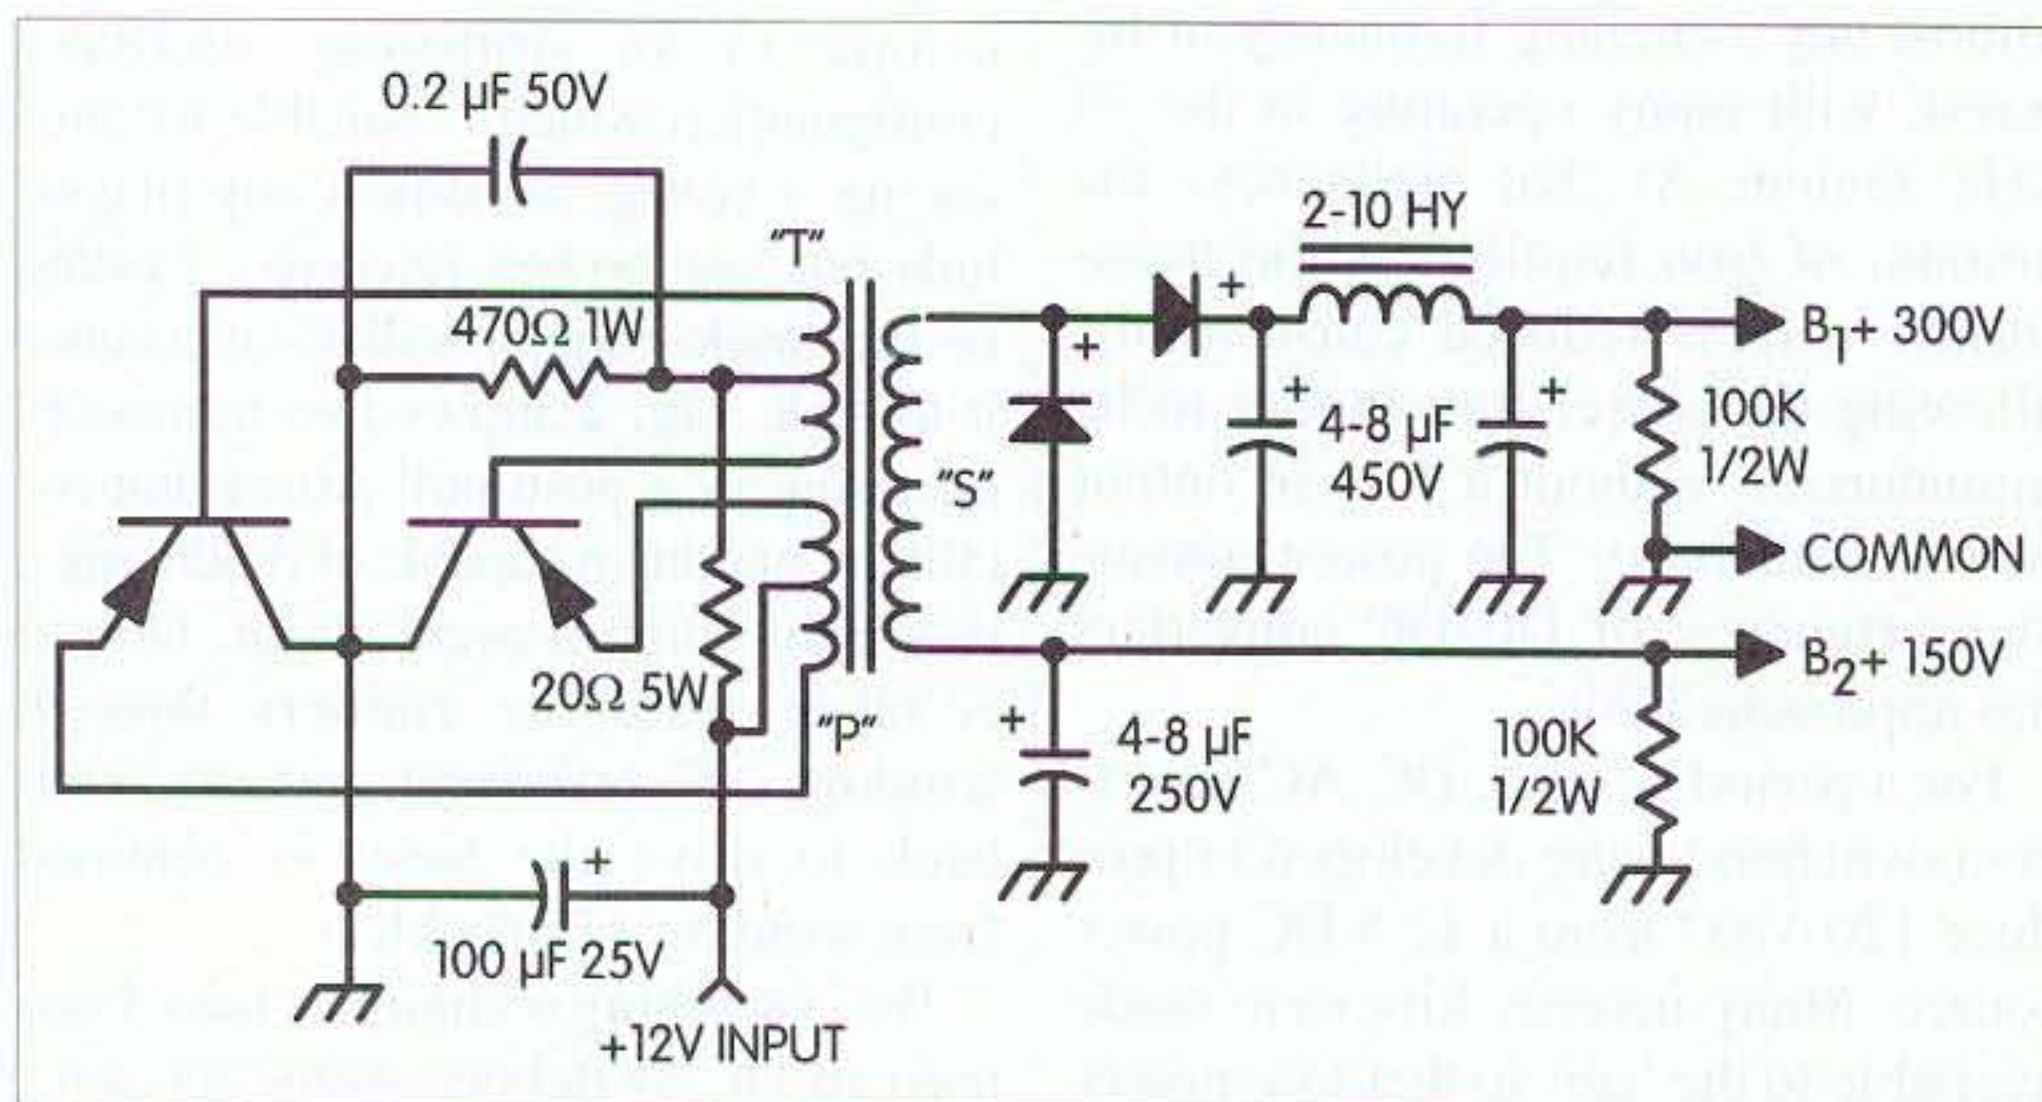 0.2 µF 50V
"T"
470Ω 1W
2-10 HY
+
B1+ 300V
+
+
4-8 µF
450V
+
100K
1/2W
"S"
COMMON
20Ω 5W
"P"
B2+ 150V
+
4-8 µF
250V
100K
1/2W
+
100 µF 25V
+12V INPUT